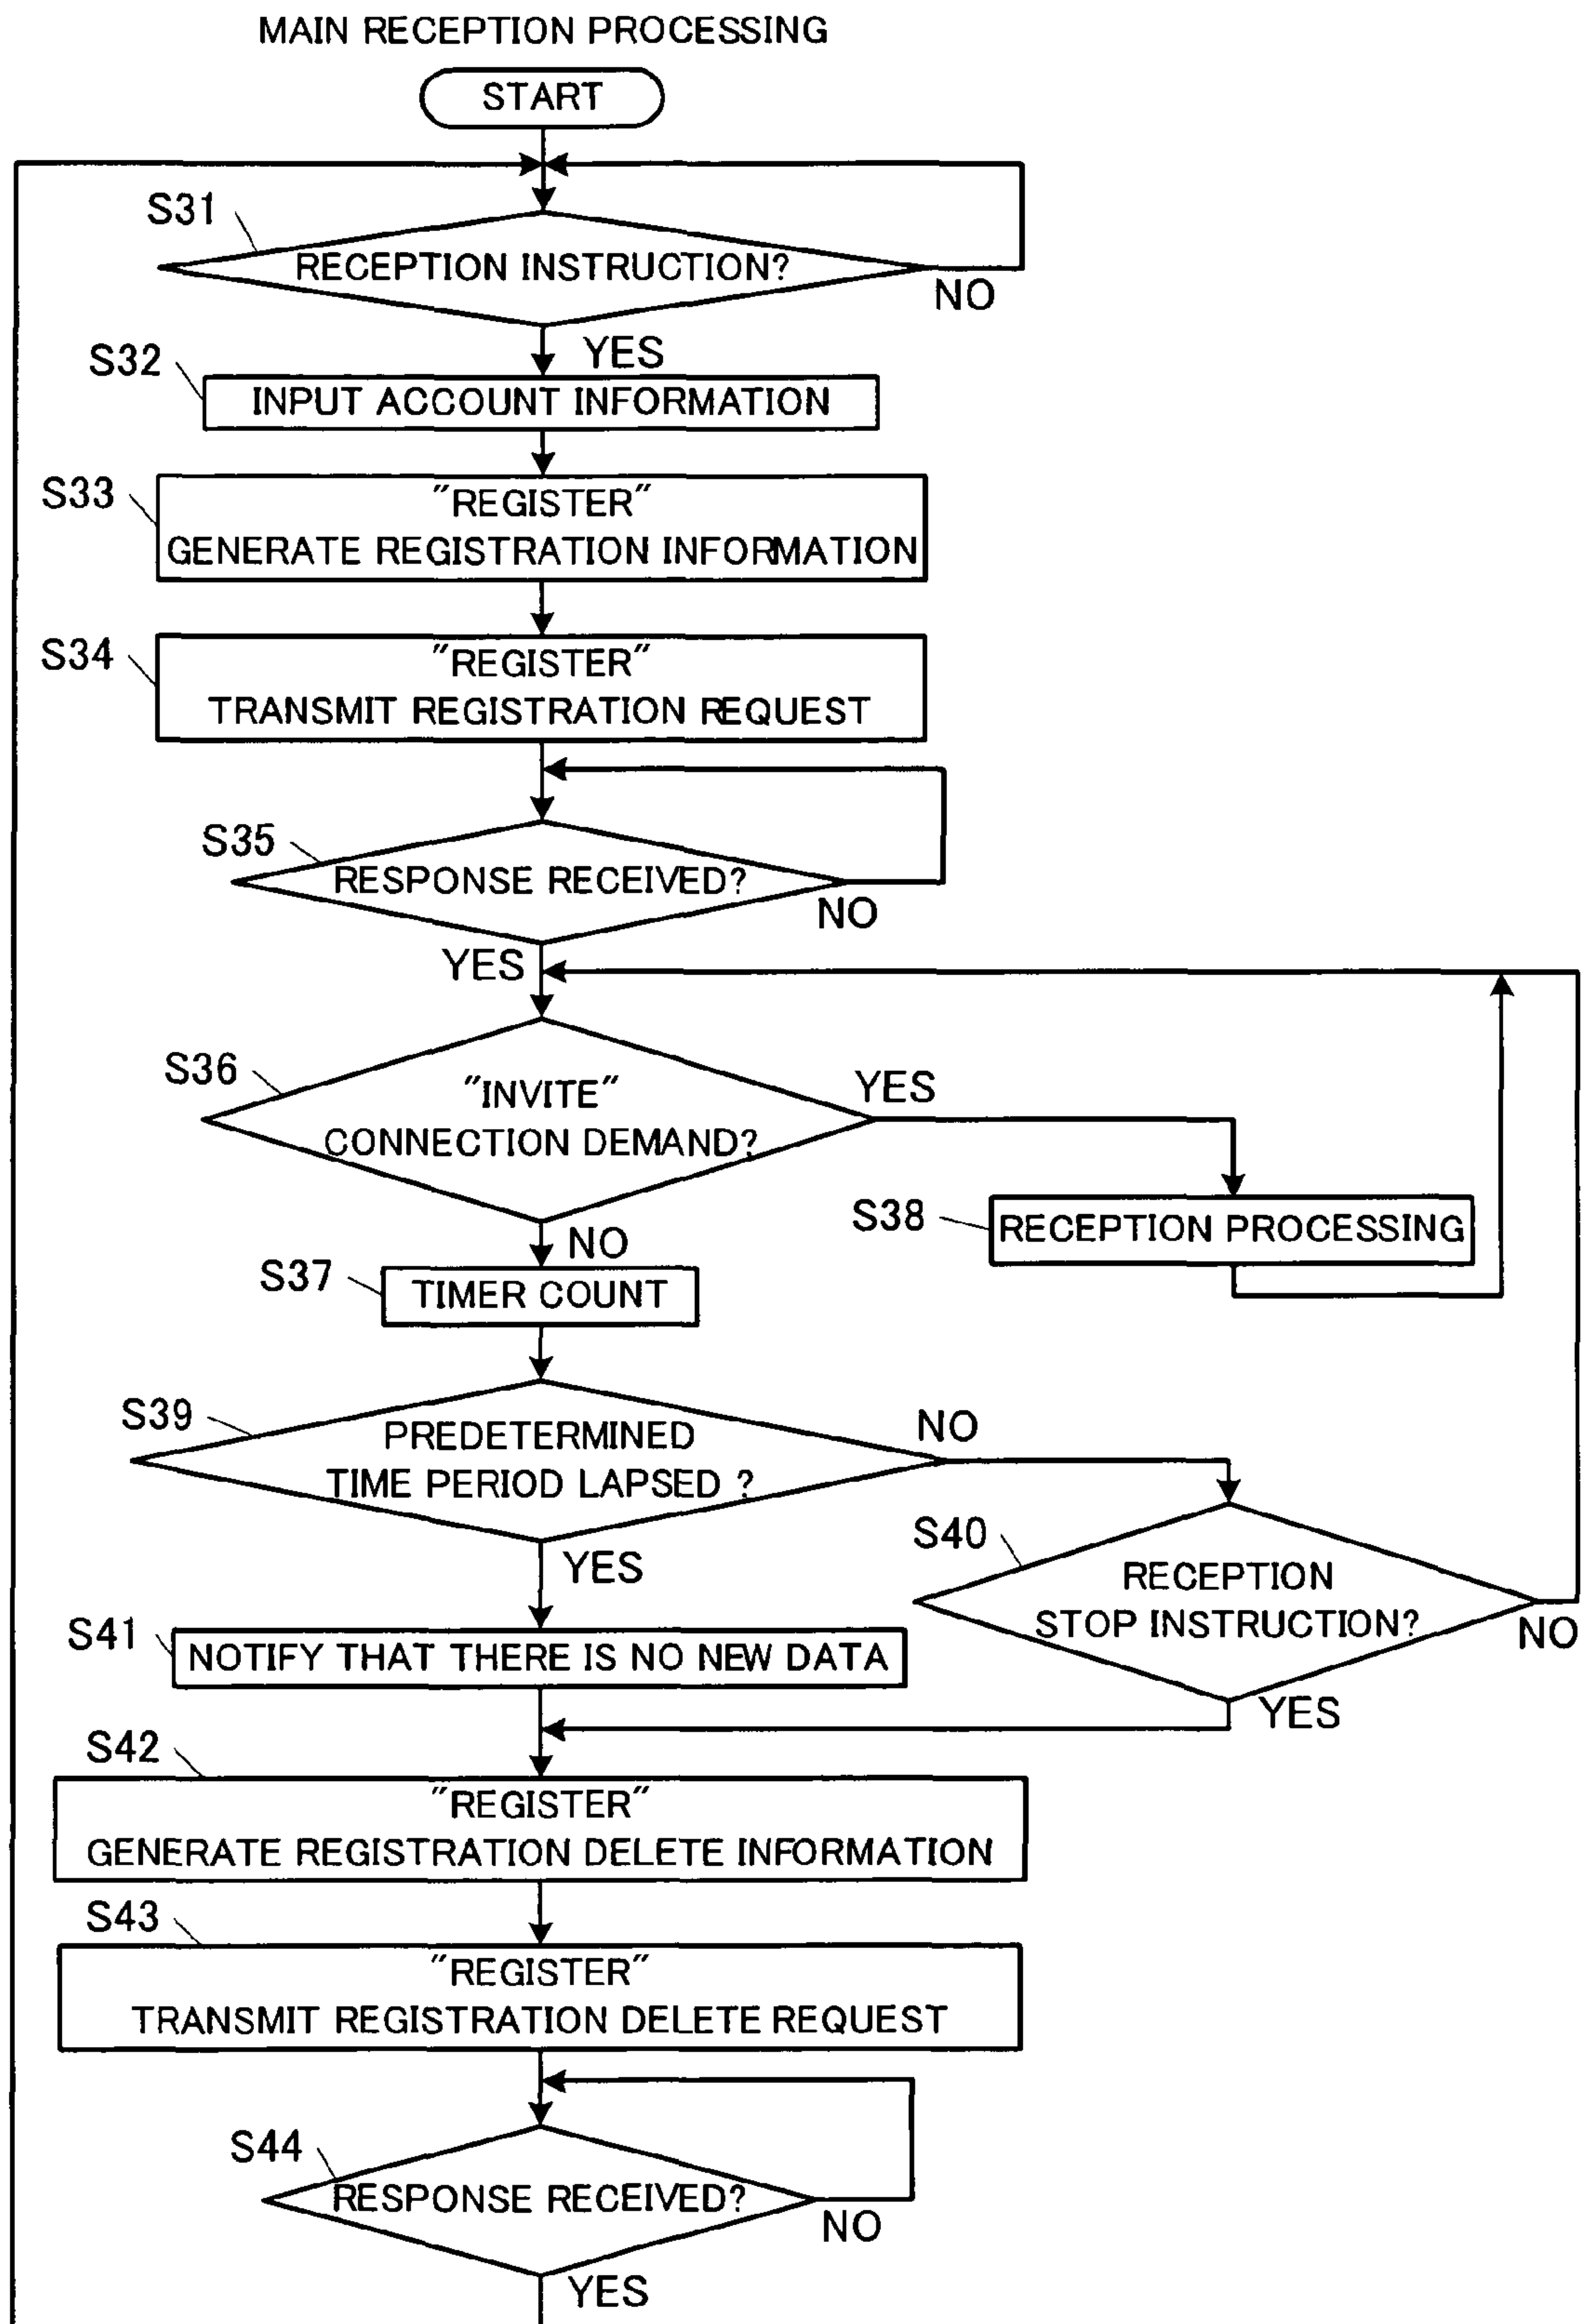 MAIN RECEPTION PROCESSING
START
S31
RECEPTION INSTRUCTION?
NO
YES
S32
INPUT ACCOUNT INFORMATION
S33
"REGISTER"
GENERATE REGISTRATION INFORMATION
S34
"REGISTER"
TRANSMIT REGISTRATION REQUEST
S35
RESPONSE RECEIVED?
NO
YES
S36
"INVITE"
CONNECTION DEMAND?
YES
NO
S38
RECEPTION PROCESSING
S37
TIMER COUNT
S39
PREDETERMINED
TIME PERIOD LAPSED ?
NO
YES
S40
RECEPTION
STOP INSTRUCTION?
NO
YES
S41
NOTIFY THAT THERE IS NO NEW DATA
S42
"REGISTER"
GENERATE REGISTRATION DELETE INFORMATION
S43
"REGISTER"
TRANSMIT REGISTRATION DELETE REQUEST
S44
RESPONSE RECEIVED?
NO
YES